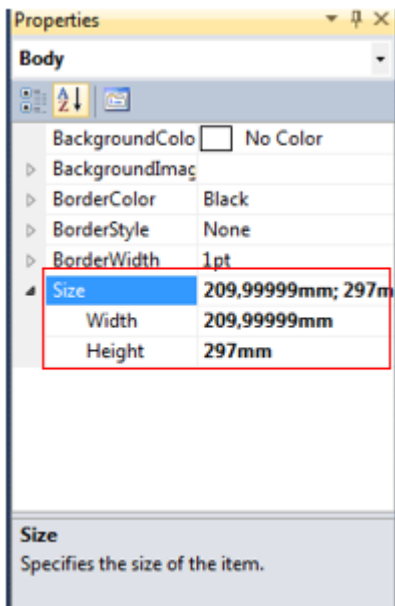 Properties
Body
BackgroundColo No Color
BackgroundImag
BorderColor Black
BorderStyle None
BorderWidth 1pt
Size 209,99999mm; 297m
Width 209,99999mm
Height 297mm
Size
Specifies the size of the item.